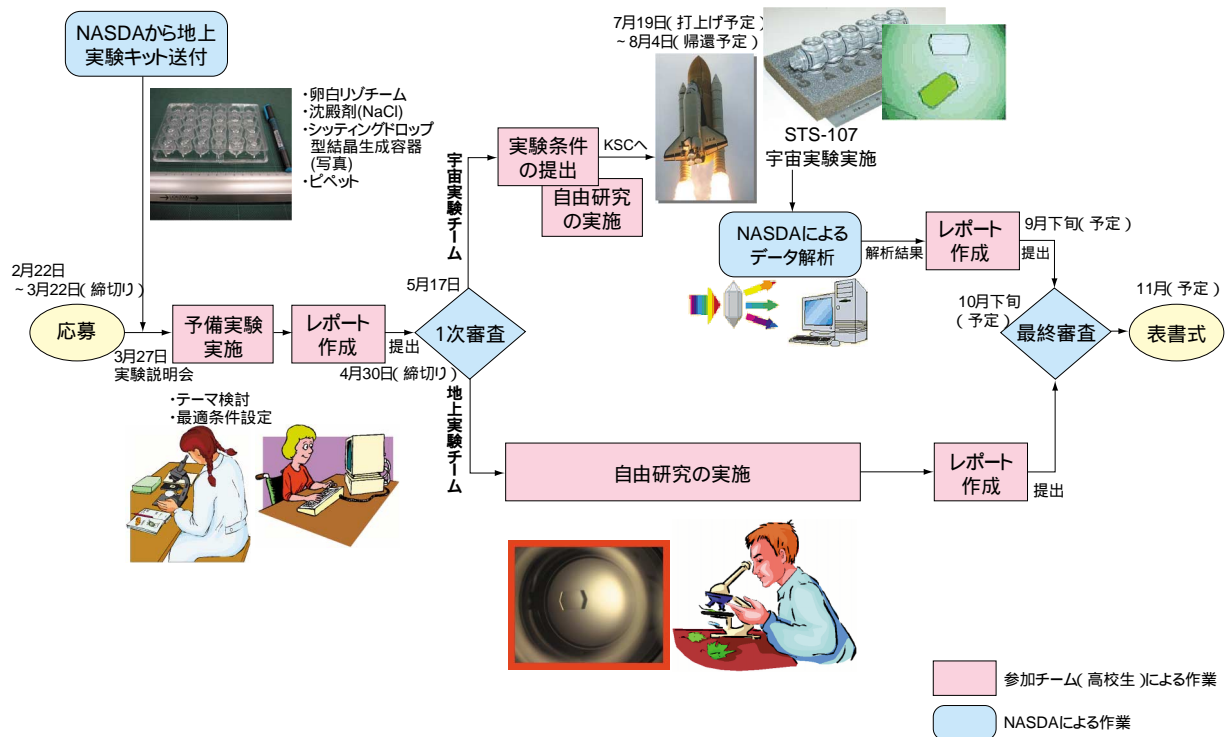 NASDAから地上
実験キット送付
・卵白リゾチーム
・沈殿剤(NaCl)
・シッティングドロップ
型結晶生成容器
(写真)
・ピペット
2月22日
~3月22日(締切り)
応募
3月27日
実験説明会
予備実験
実施
・テーマ検討
・最適条件設定
レポート
作成
提出
4月30日(締切り)
5月17日
1次審査
宇宙実験チーム
実験条件
の提出
自由研究
の実施
KSCへ
7月19日(打上げ予定)
~8月4日(帰還予定)
STS-107
宇宙実験実施
NASDAによる
データ解析
解析結果
レポート
作成
9月下旬(予定)
提出
地上実験チーム
自由研究の実施
レポート
作成
提出
10月下旬
(予定)
最終審査
11月(予定)
表書式
参加チーム(高校生)による作業
NASDAによる作業